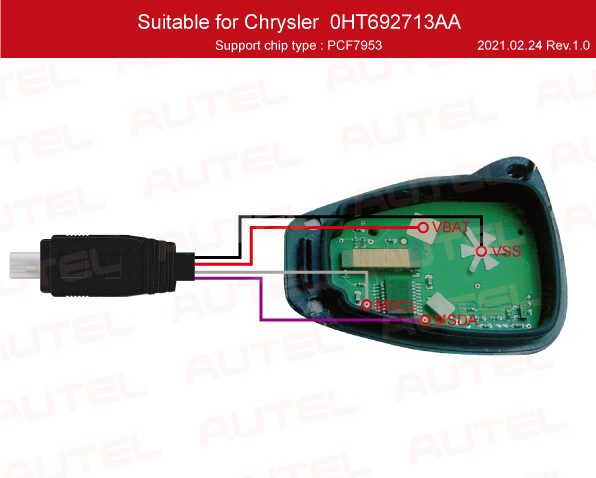 Suitable for Chrysler 0HT692713AA
Support chip type : PCF7953
2021.02.24 Rev.1.0
AUTEL
VBAT
VSS
MSCL
MSDA